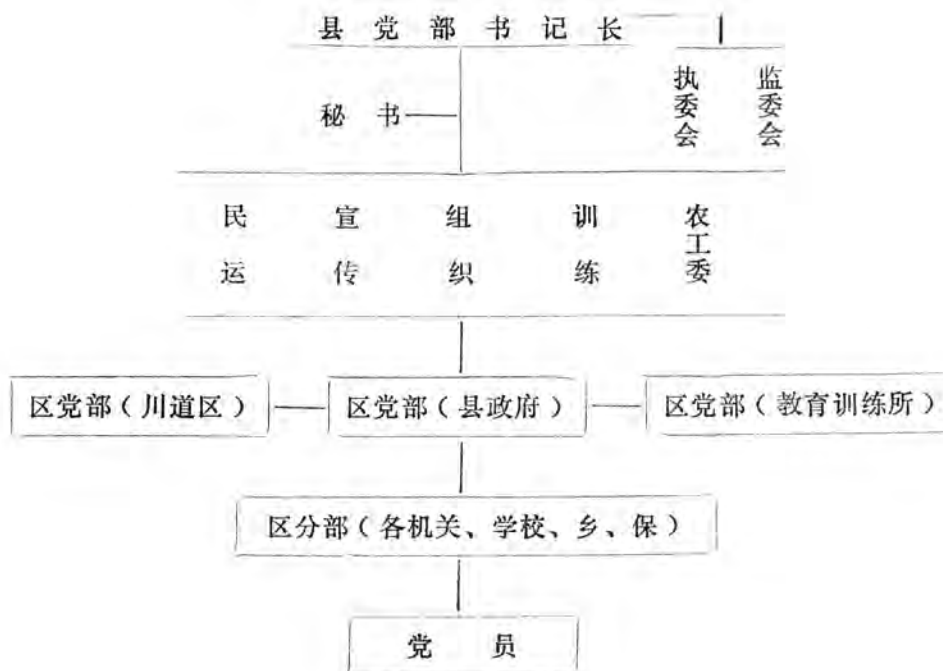 县党部书记长
执委会
监委会
秘书
民运
宣传
组织
训练
农工委
区党部（川道区）
区党部（县政府）
区党部（教育训练所）
区分部（各机关、学校、乡、保）
党员